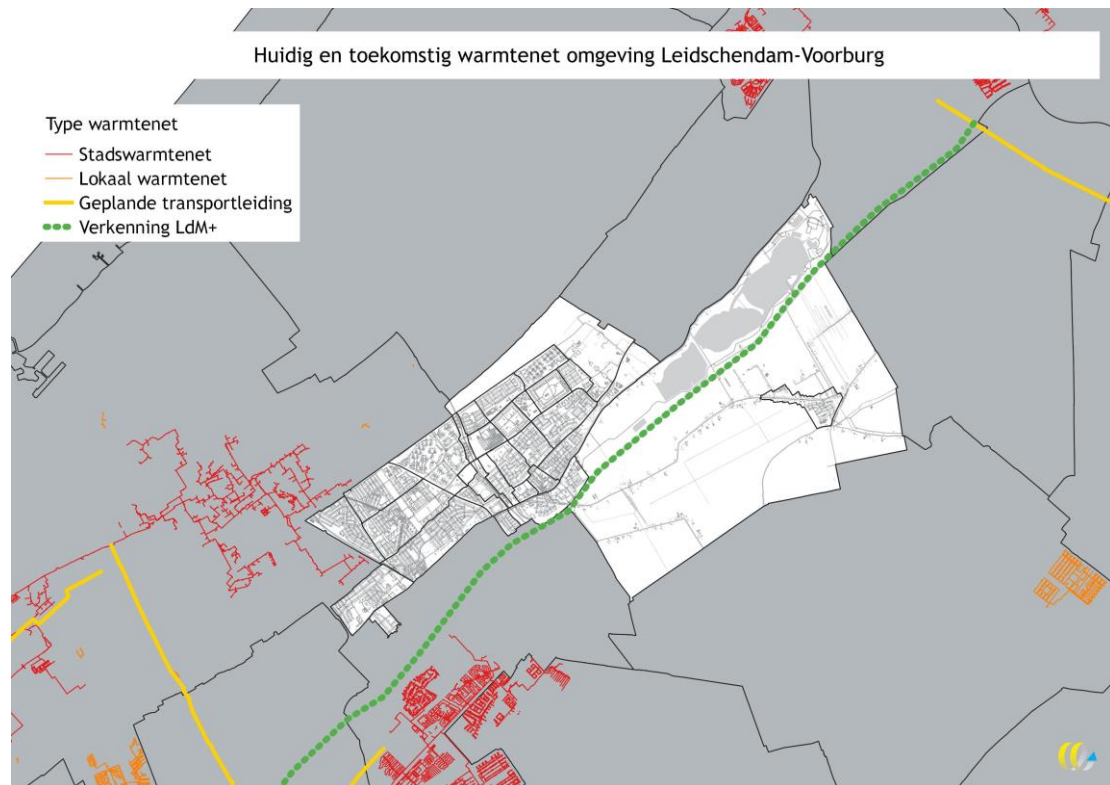 Huidig en toekomstig warmtenet omgeving Leidschendam-Voorburg
Type warmtenet
Stadswarmtenet
Lokaal warmtenet
Geplande transportleiding
Verkenning LdM+